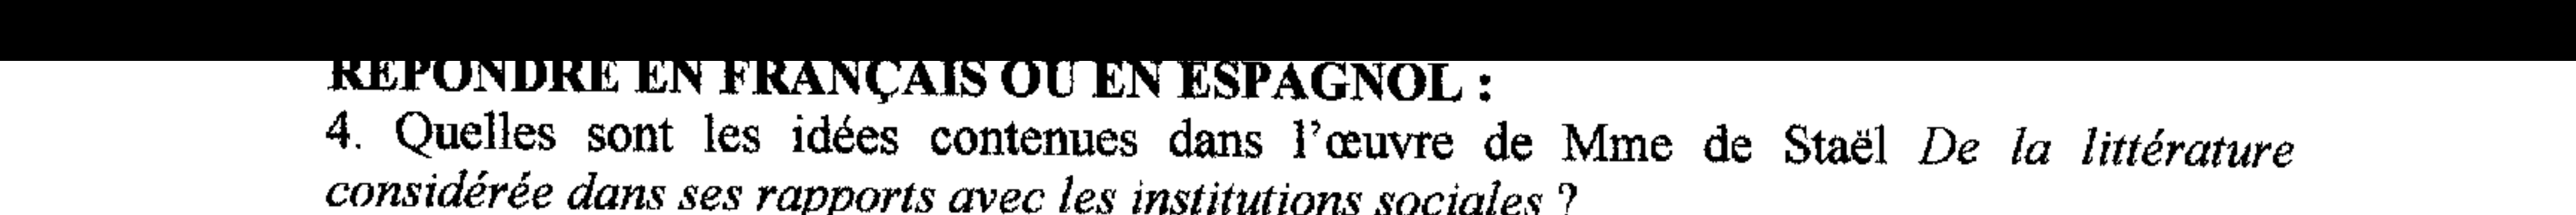 REPONDRE EN FRANÇAIS OU EN ESPAGNOL :
4. Quelles sont les idées contenues dans l'œuvre de Mme de Staël De la littérature
considérée dans ses rapports avec les institutions sociales ?